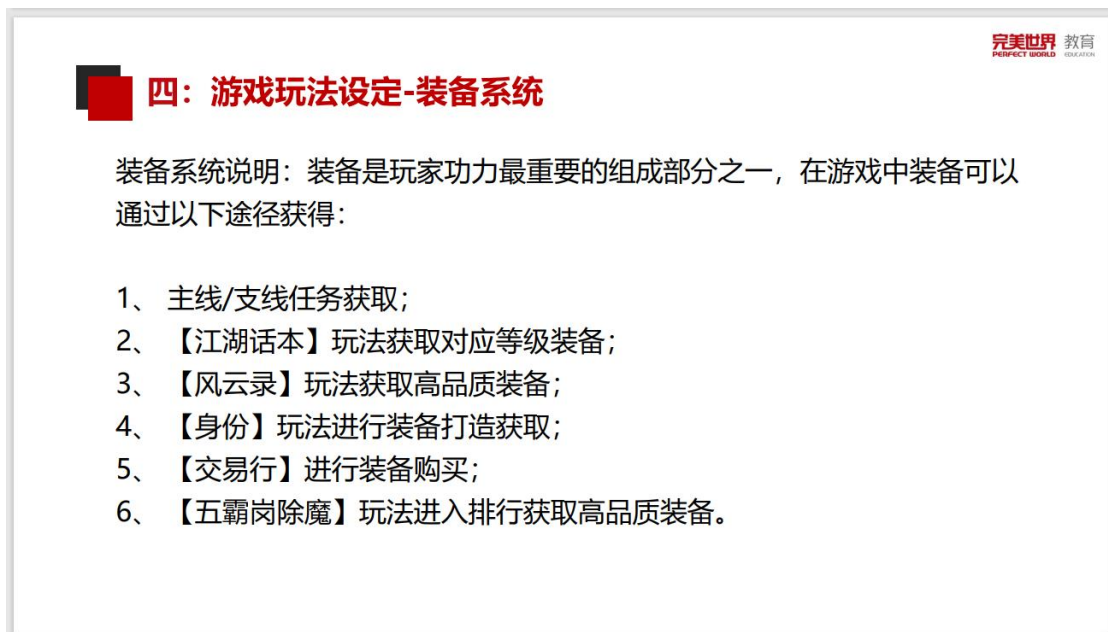 完美世界 教育
PERFECT WORLD EDUCATION
四：游戏玩法设定-装备系统
装备系统说明：装备是玩家功力最重要的组成部分之一，在游戏中装备可以
通过以下途径获得：
1、 主线/支线任务获取；
2、 【江湖话本】玩法获取对应等级装备；
3、 【风云录】玩法获取高品质装备；
4、 【身份】玩法进行装备打造获取；
5、 【交易行】进行装备购买；
6、 【五霸岗除魔】玩法进入排行获取高品质装备。